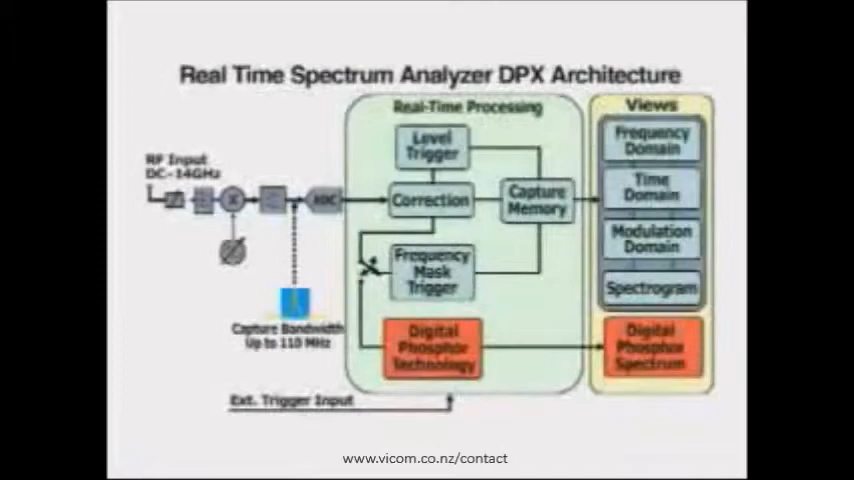 Real Time Spectrum Analyzer DPX Architecture
Real-Time Processing
Views
RF Input
DC-14GHz
Level
Trigger
Correction
ADC
Capture
Memory
Frequency
Mask
Trigger
Digital
Phosphor
Technology
Frequency
Domain
Time
Domain
Modulation
Domain
Spectrogram
Digital
Phosphor
Spectrum
Capture Bandwidth
Up to 110 MHz
Ext. Trigger Input
www.vicom.co.nz/contact